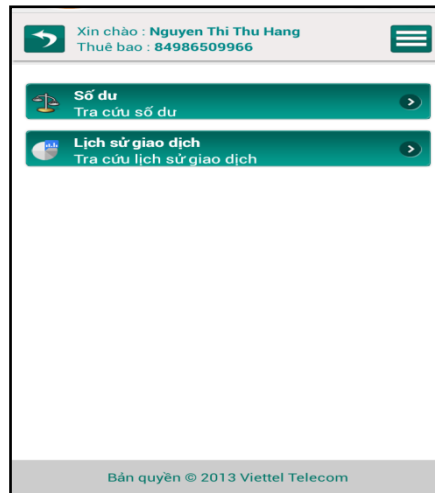 Xin chào : Nguyen Thi Thu Hang
Thuê bao : 84986509966
Số dư
Tra cứu số dư
Lịch sử giao dịch
Tra cứu lịch sử giao dịch
Bản quyền © 2013 Viettel Telecom